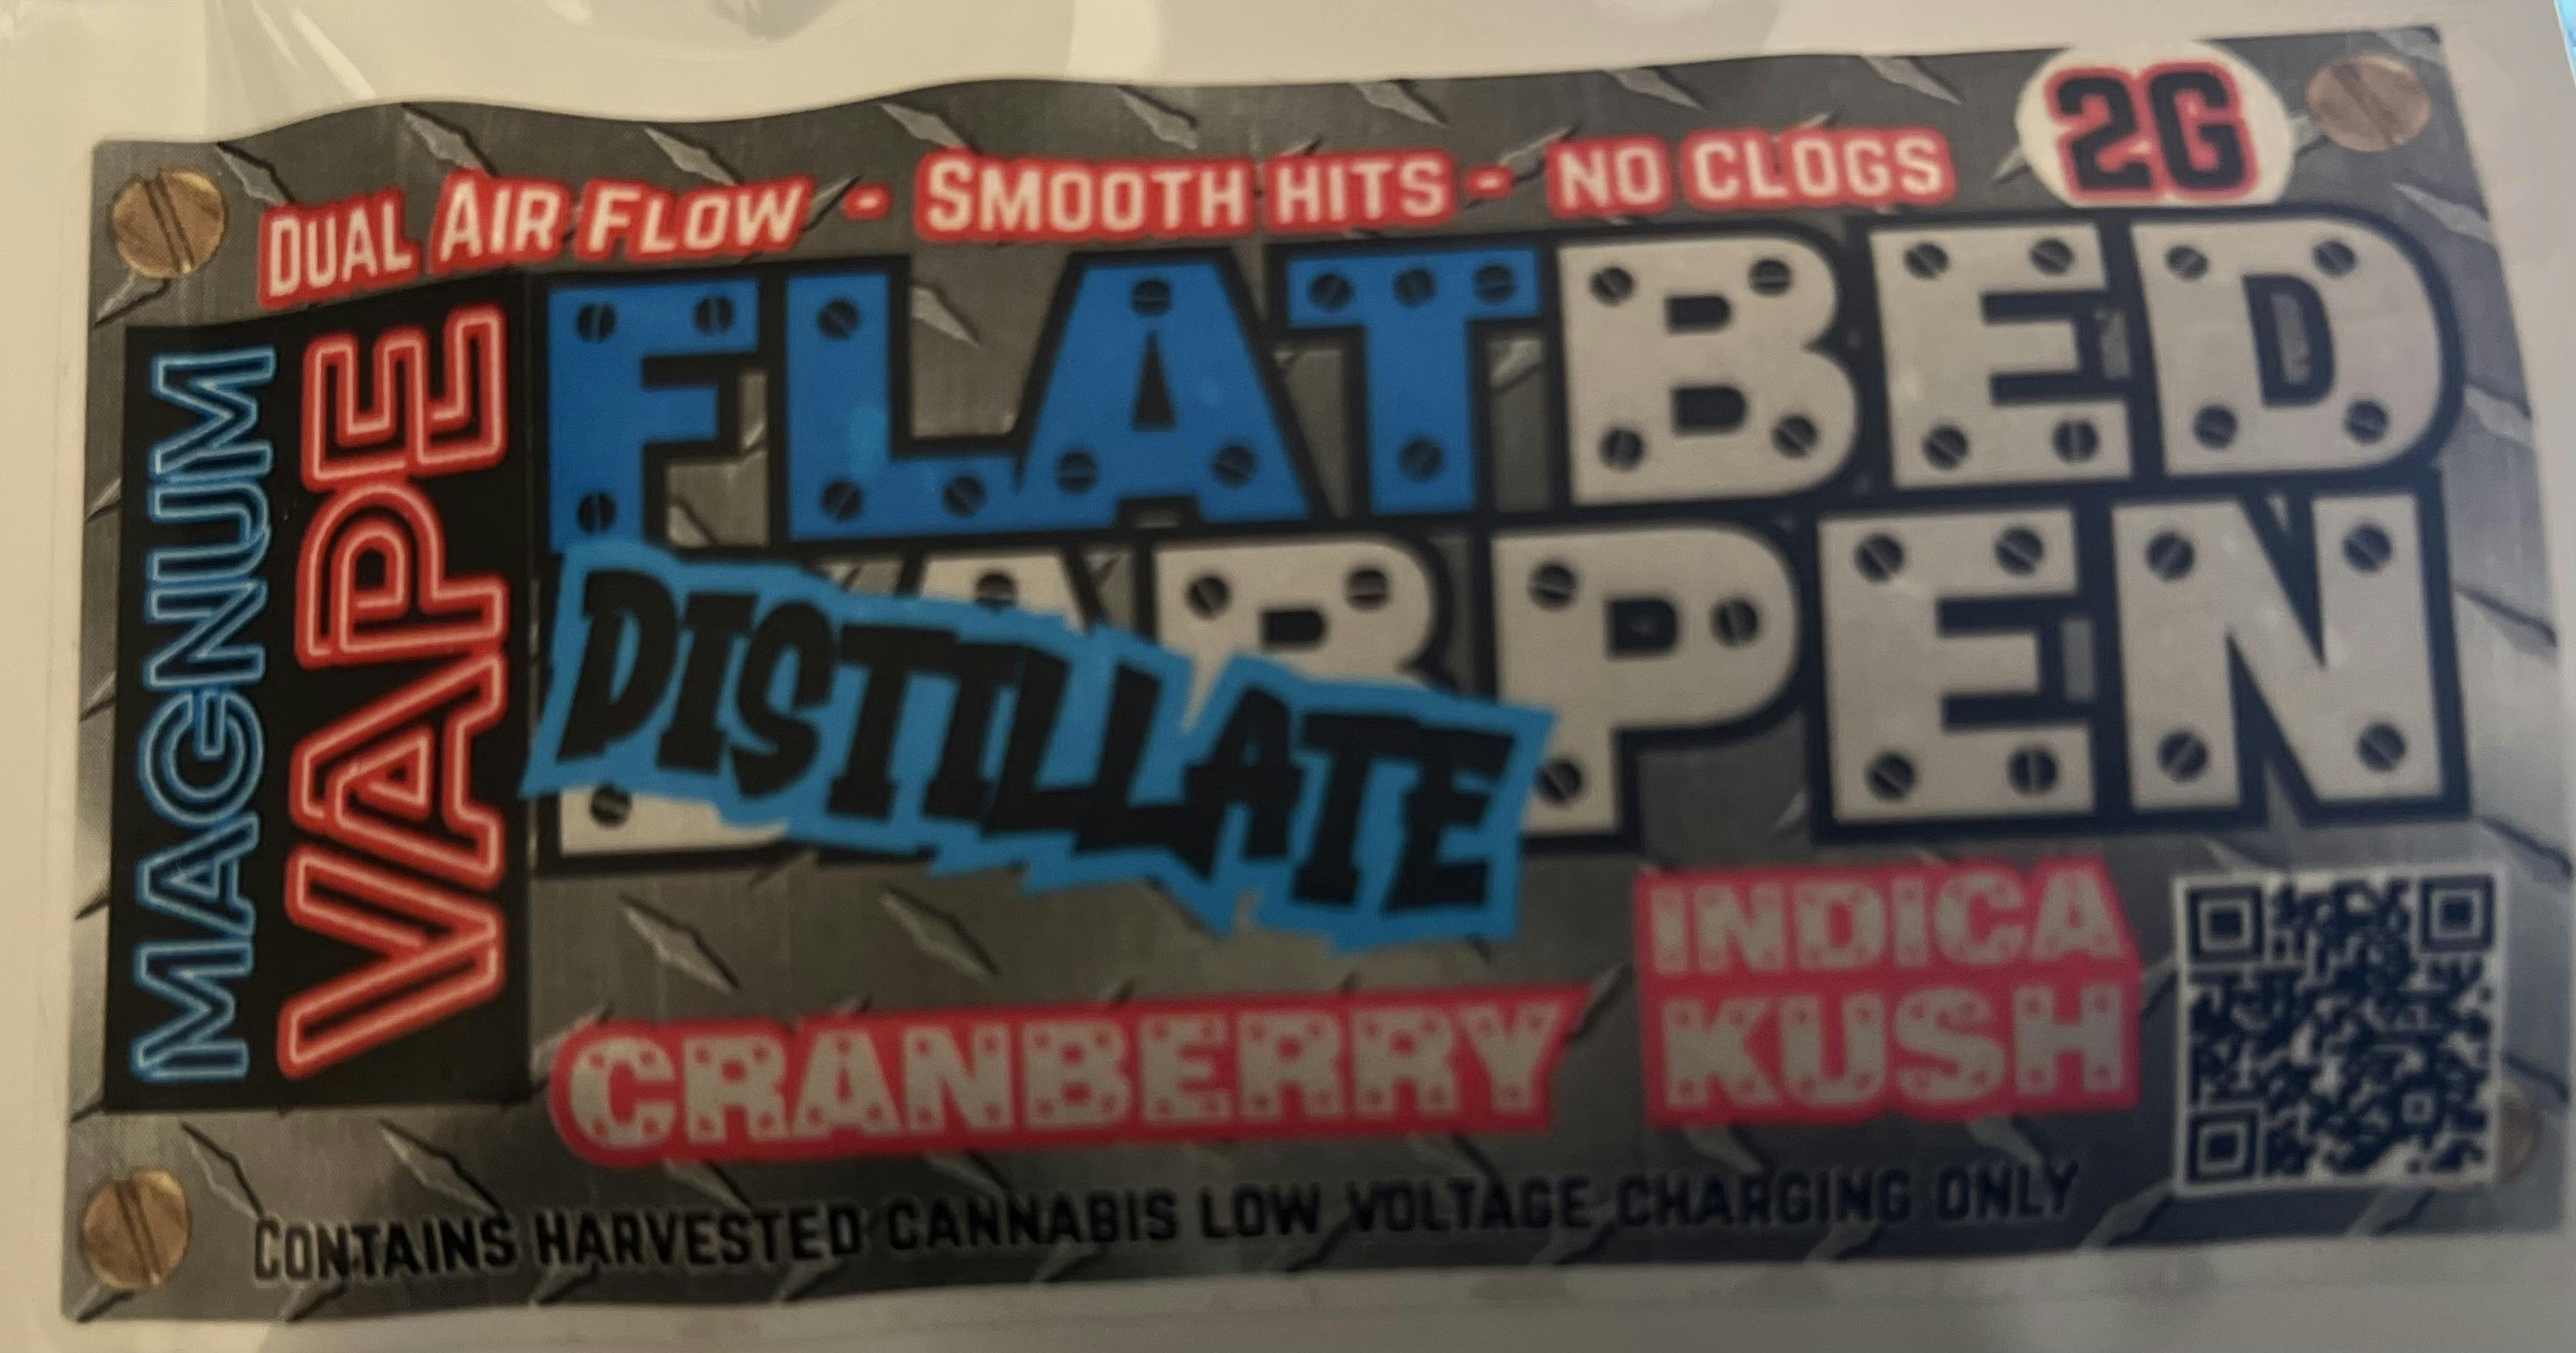 DUAL AIR FLOW - SMOOTH HITS - NO CLOGS
2G
MAGNUM
VAPE
FLATBED
PEN
DISTILLATE
INDICA
CRANBERRY KUSH
CONTAINS HARVESTED CANNABIS LOW VOLTAGE CHARGING ONLY